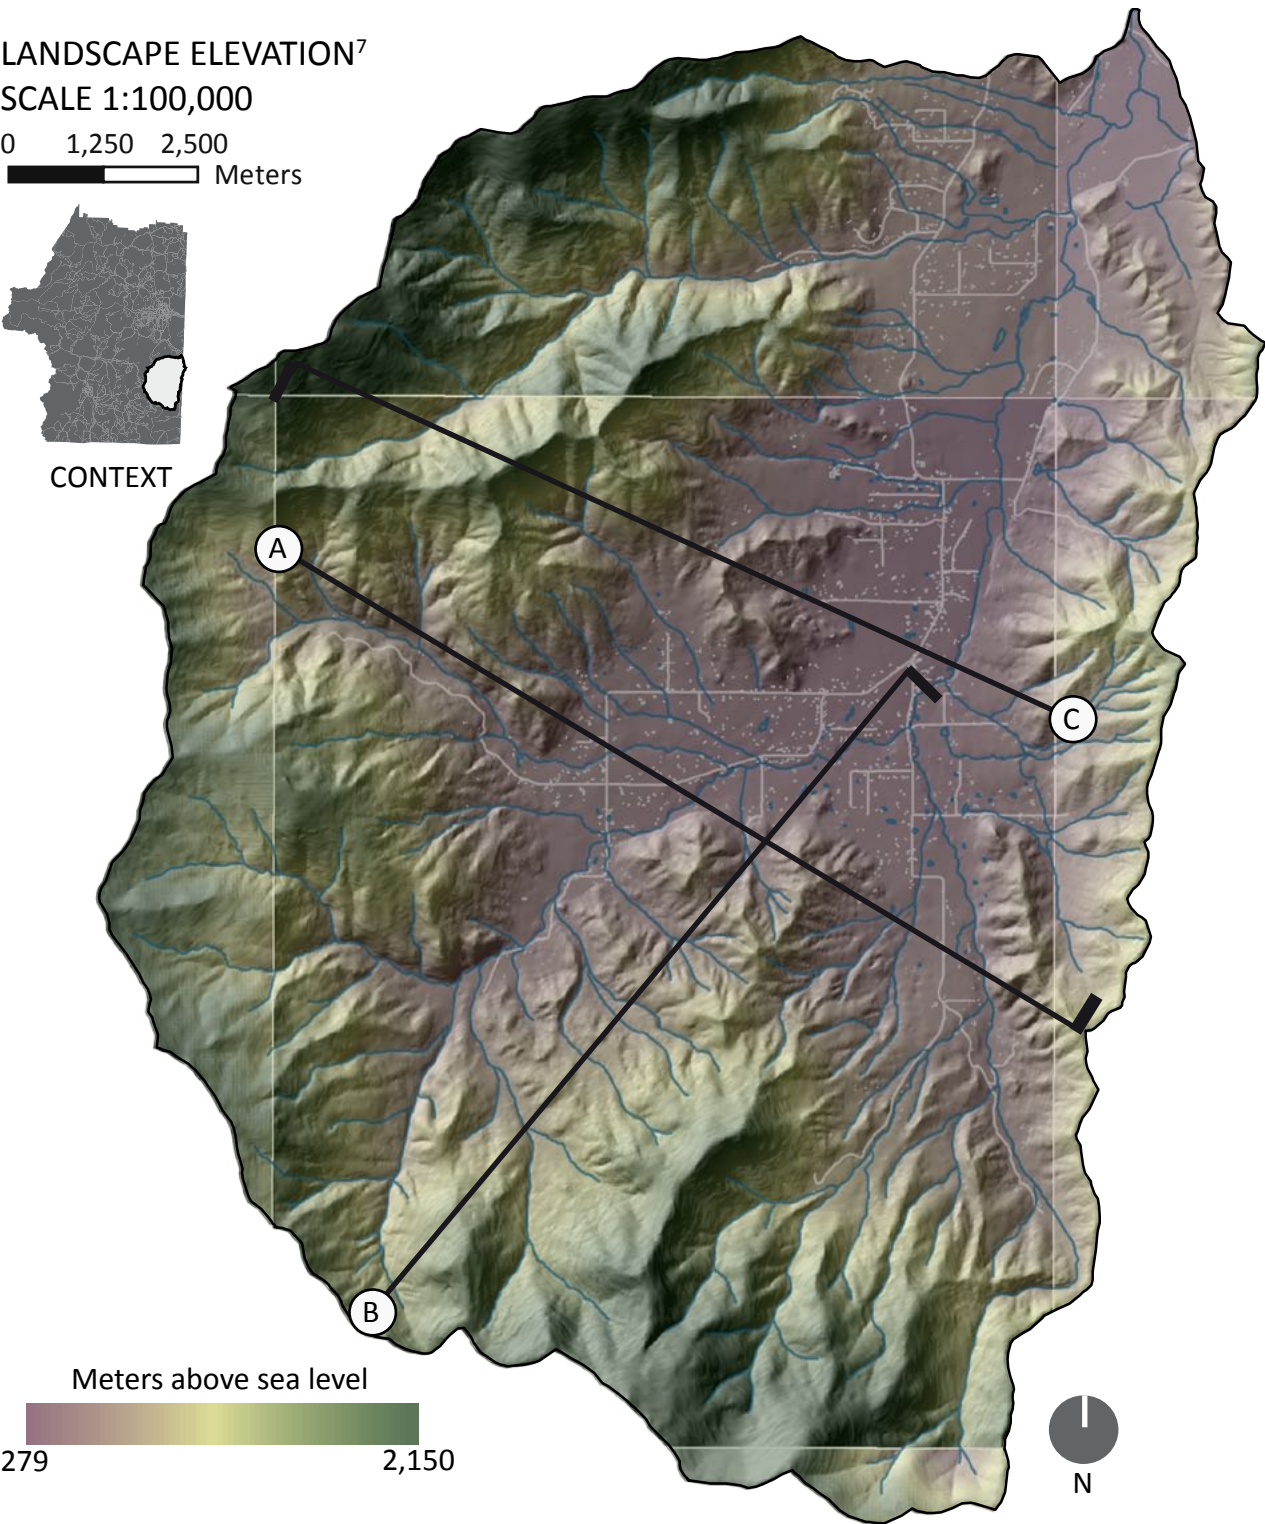 LANDSCAPE ELEVATION⁷
SCALE 1:100,000
0 1,250 2,500
Meters
CONTEXT
A
C
B
Meters above sea level
279 2,150
N